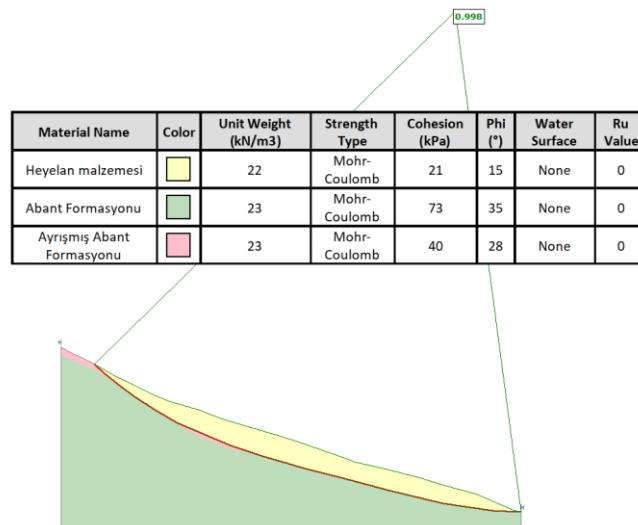 0.998
Material Name Color Unit Weight (kN/m3) Strength Type Cohesion (kPa) Phi (°) Water Surface Ru Value
Heyelan malzemesi 22 Mohr-Coulomb 21 15 None 0
Abant Formasyonu 23 Mohr-Coulomb 73 35 None 0
Ayrışmış Abant Formasyonu 23 Mohr-Coulomb 40 28 None 0